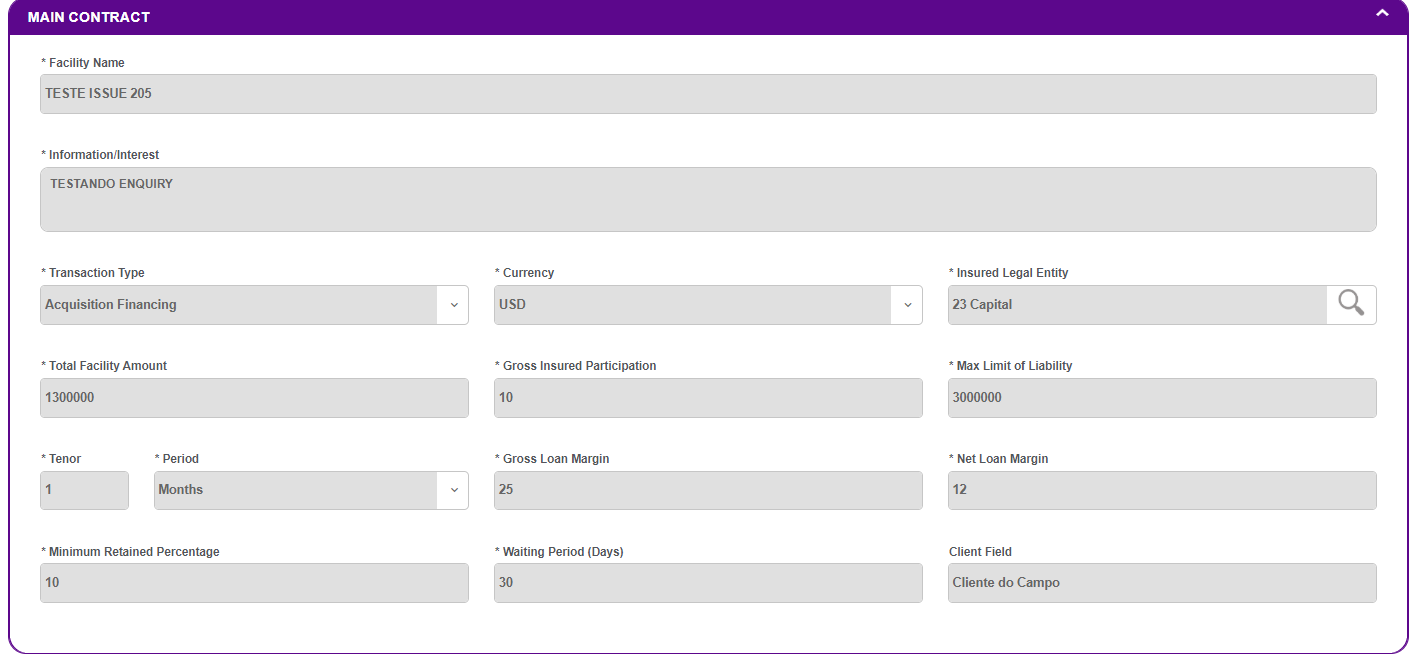 MAIN CONTRACT
* Facility Name
TESTE ISSUE 205
* Information/Interest
TESTANDO ENQUIRY
* Transaction Type
* Currency
* Insured Legal Entity
Acquisition Financing
USD
23 Capital
* Total Facility Amount
* Gross Insured Participation
* Max Limit of Liability
1300000
10
3000000
* Tenor
* Period
* Gross Loan Margin
* Net Loan Margin
1
Months
25
12
* Minimum Retained Percentage
* Waiting Period (Days)
Client Field
10
30
Cliente do Campo